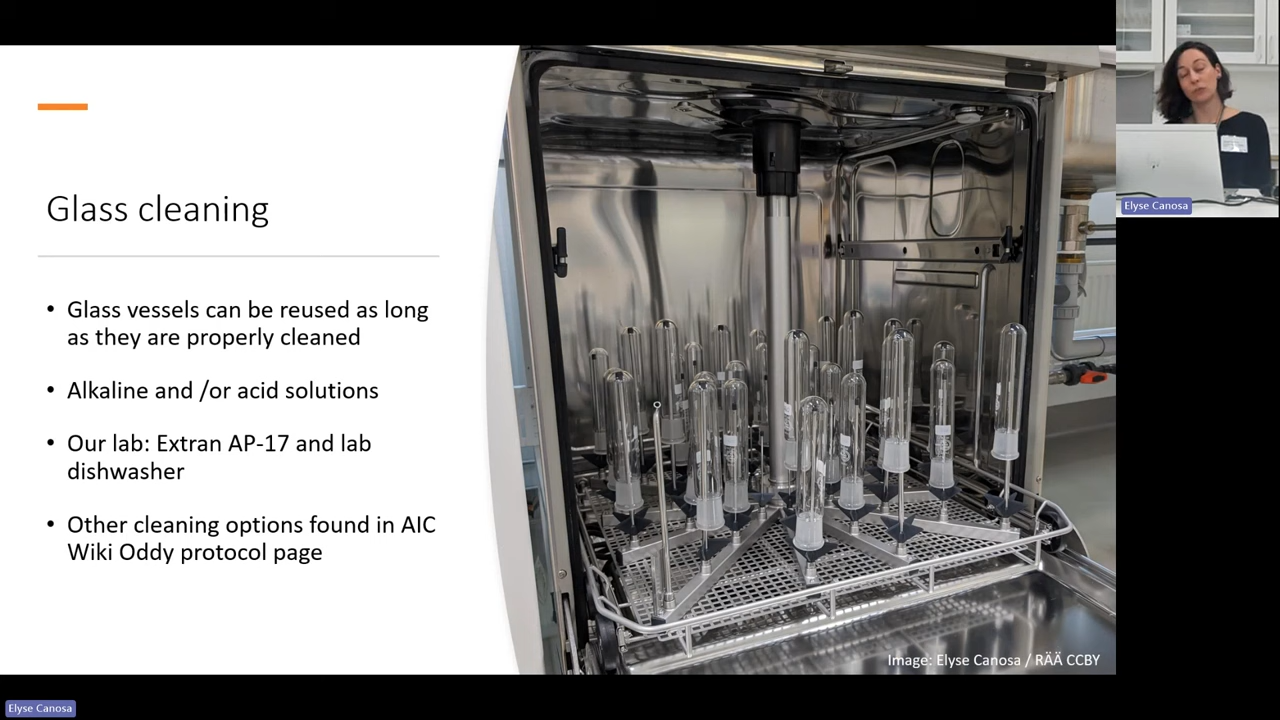 Glass cleaning
• Glass vessels can be reused as long
as they are properly cleaned
• Alkaline and /or acid solutions
• Our lab: Extran AP-17 and lab
dishwasher
• Other cleaning options found in AIC
Wiki Oddy protocol page
Image: Elyse Canosa / RÄÄ CCBY
Elyse Canosa
Elyse Canosa